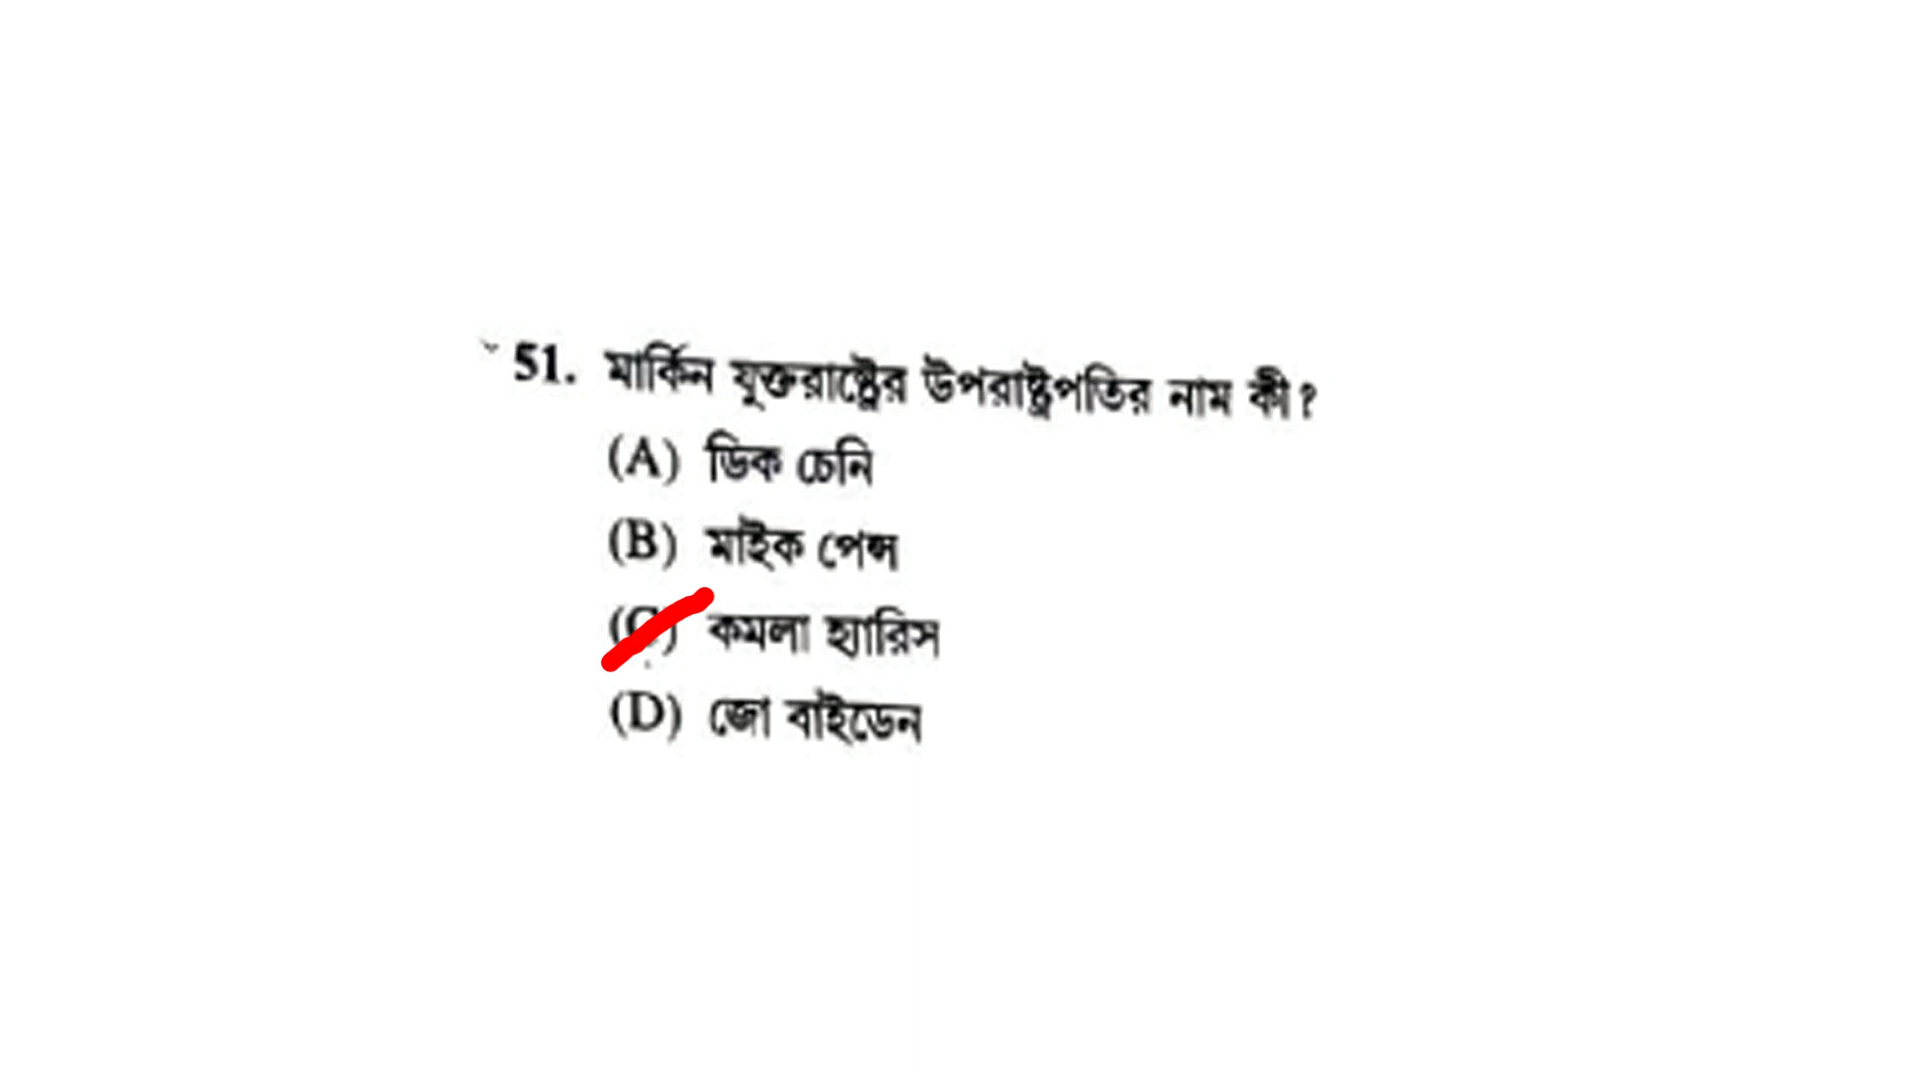 51. মার্কিন যুক্তরাষ্ট্রের উপরাষ্ট্রপতির নাম কী?
(A) ডিক চেনি
(B) মাইক পেন্স
(C) কমলা হ্যারিস
(D) জো বাইডেন